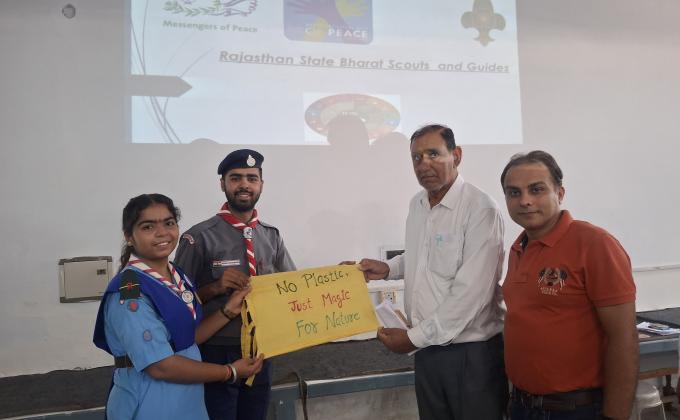 Messengers of Peace
PEACE
Rajasthan State Bharat Scouts and Guides
No Plastic,
Just Magic
For Nature